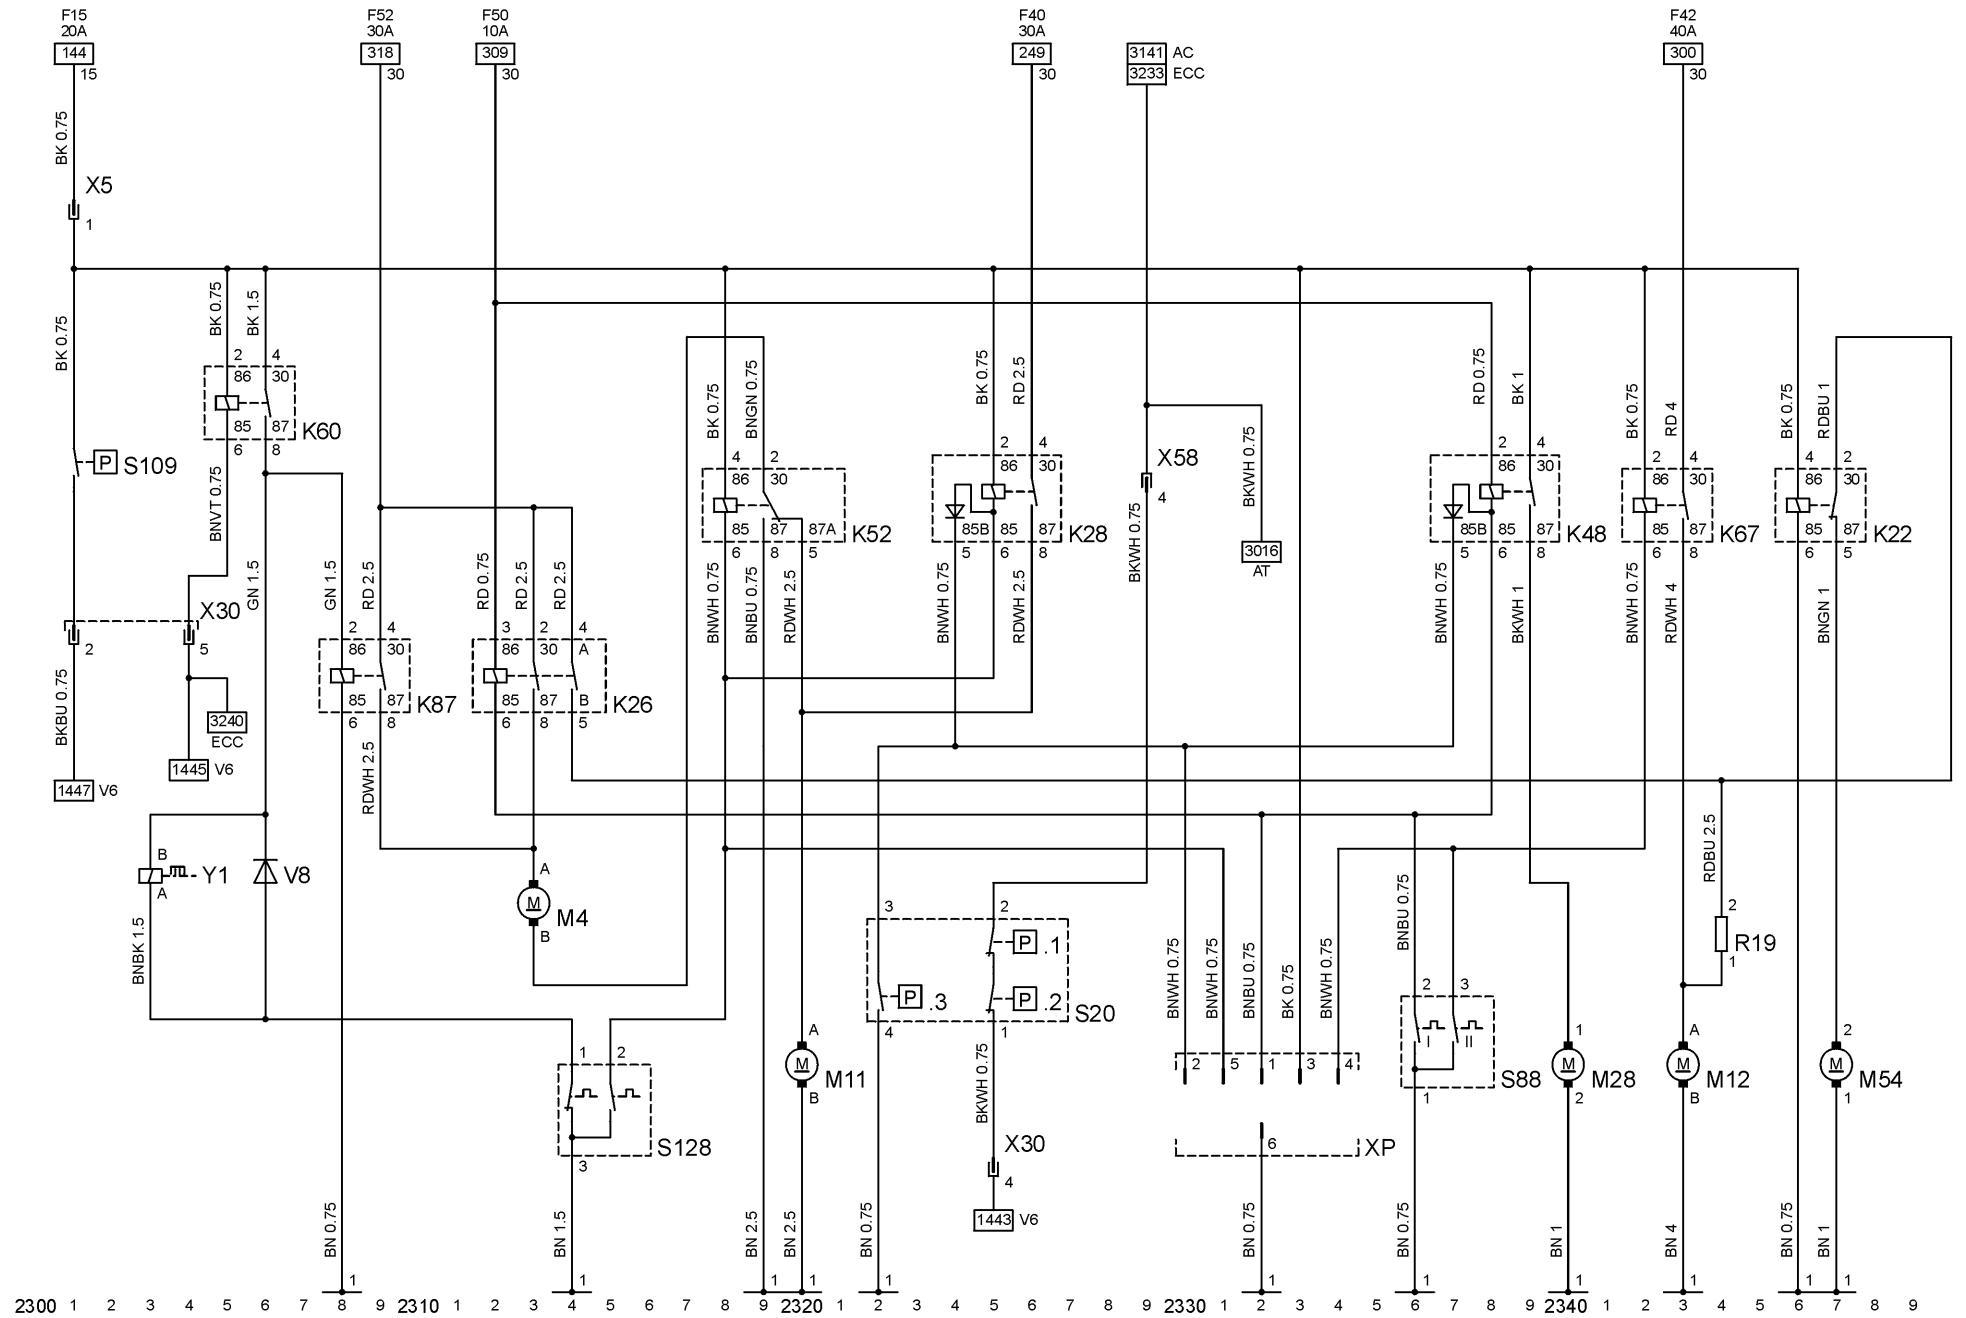 F15 F52 F50 F40 F42
20A 30A 10A 30A 40A
144 318 309 249 3141 AC 300
15 30 30 30 3233 ECC 30
BK 0.75
X5
1
BK 0.75 BK 0.75 BK 1.5
2 4
86 30
85 87 K60
6 8
P S109
BNVT 0.75
BK 0.75 BNGN 0.75 BK 0.75 RD 2.5 BKWH 0.75 RD 0.75 BK 1 BK 0.75 RD 4 BK 0.75 RDBU 1
4 2 2 4 X58 2 4 2 4 4 2
86 30 86 30 4 86 30 86 30 86 30
85 87 87A K52 85B 85 87 K28 85B 85 87 K48 85 87 K67 85 87 K22
6 8 5 5 6 8 5 6 8 6 8 6 5
3016
AT
GN 1.5 GN 1.5 RD 2.5 RD 0.75 RD 2.5 RD 2.5 BNWH 0.75 BNBU 0.75 RDWH 2.5 BNWH 0.75 RDWH 2.5 BKWH 0.75 BNWH 0.75 BKWH 1 BNWH 0.75 RDWH 4 BNGN 1
X30
2 5
2 4 3 2 4
86 30 86 30 A
85 87 K87 85 87 B K26
6 8 6 8 5
BKBU 0.75
3240
ECC
1445 V6
1447 V6
RDWH 2.5
RDBU 2.5
B
A
Y1 V8
A
M M4
B
BNBK 1.5
3 2
P .1
P .3 P .2
S20
4 1
BNWH 0.75 BNWH 0.75 BNBU 0.75 BK 0.75 BNWH 0.75 BNBU 0.75
2
R19
1
2 3
I II
S88
1
1 2
S128
3
A
M M11
B
BKWH 0.75
X30
4
1443 V6
2 5 1 3 4
6
XP
1
M M28
2
A
M M12
B
2
M M54
1
BN 0.75 BN 1.5 BN 2.5 BN 2.5 BN 0.75 BN 0.75 BN 0.75 BN 1 BN 4 BN 0.75 BN 1
1 1 1 1 1 1 1 1 1 1 1
2300 1 2 3 4 5 6 7 8 9 2310 1 2 3 4 5 6 7 8 9 2320 1 2 3 4 5 6 7 8 9 2330 1 2 3 4 5 6 7 8 9 2340 1 2 3 4 5 6 7 8 9